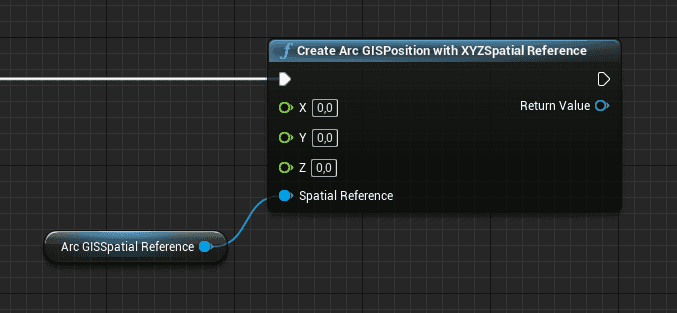 Create Arc GISPosition with XYZSpatial Reference
X 0,0
Return Value
Y 0,0
Z 0,0
Spatial Reference
Arc GISSpatial Reference